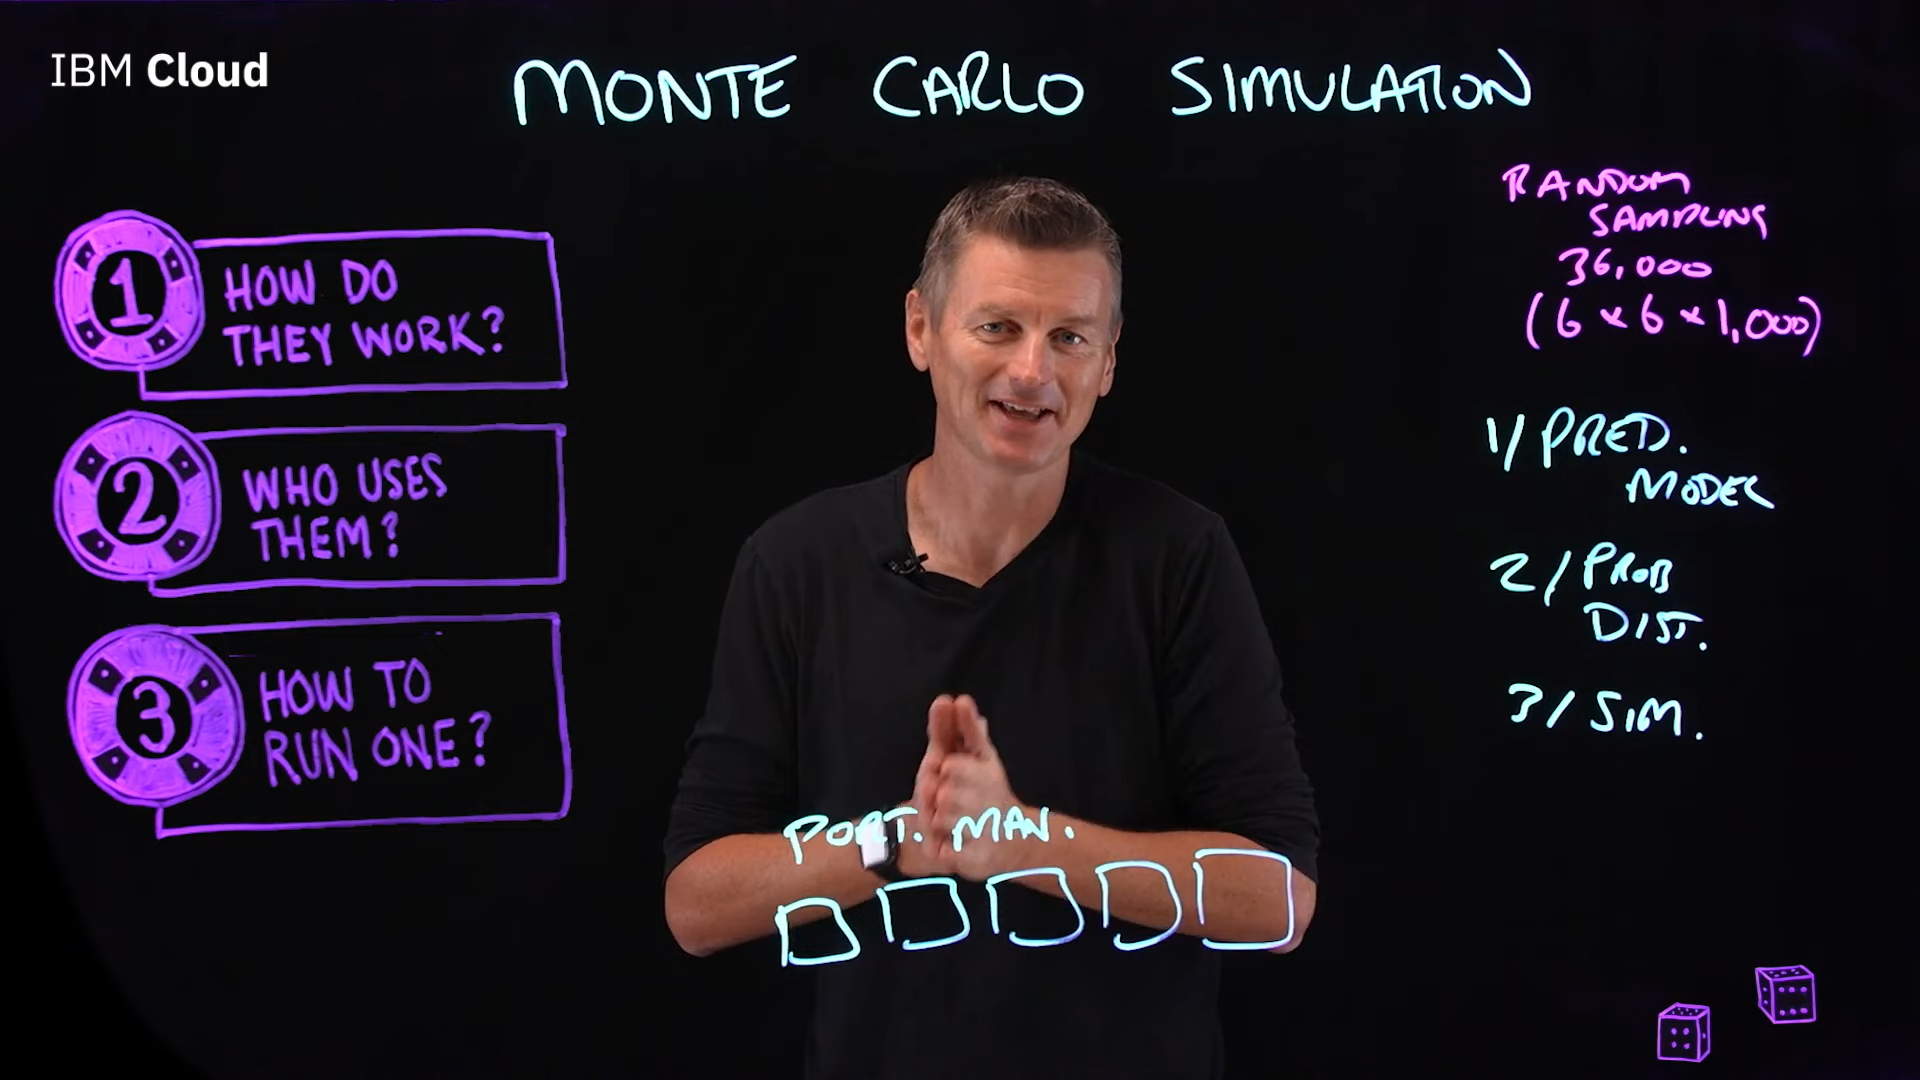 IBM Cloud
MONTE CARLO SIMULATION
1
HOW DO
THEY WORK?
2
WHO USES
THEM?
3
HOW TO
RUN ONE?
RANDOM
SAMPLING
36,000
(6 x 6 x 1,000)
1/ PRED.
MODEL
2/ PROB
DIST.
3/ SIM.
PORT. MAN.